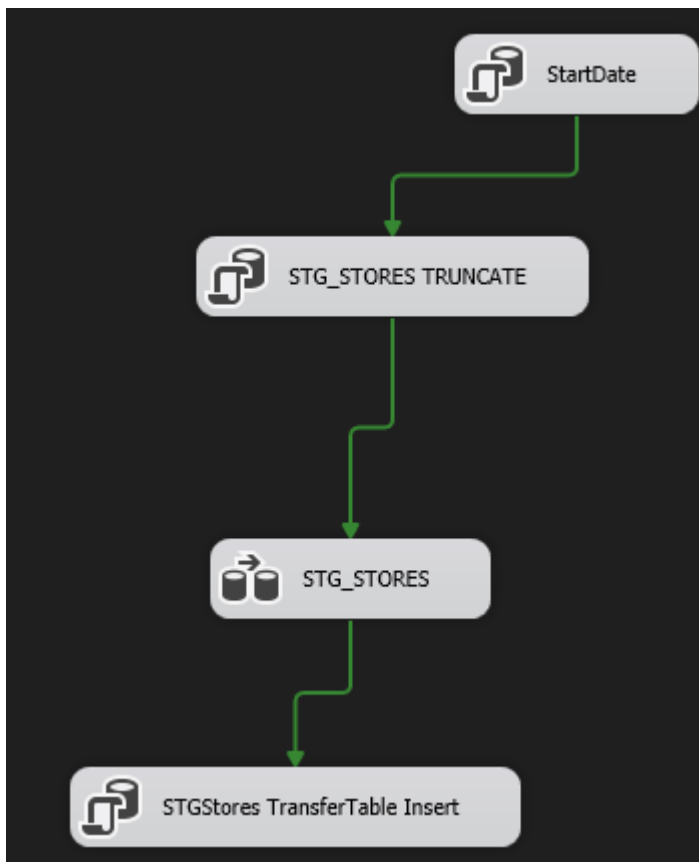 StartDate
STG_STORES TRUNCATE
STG_STORES
STGStores TransferTable Insert